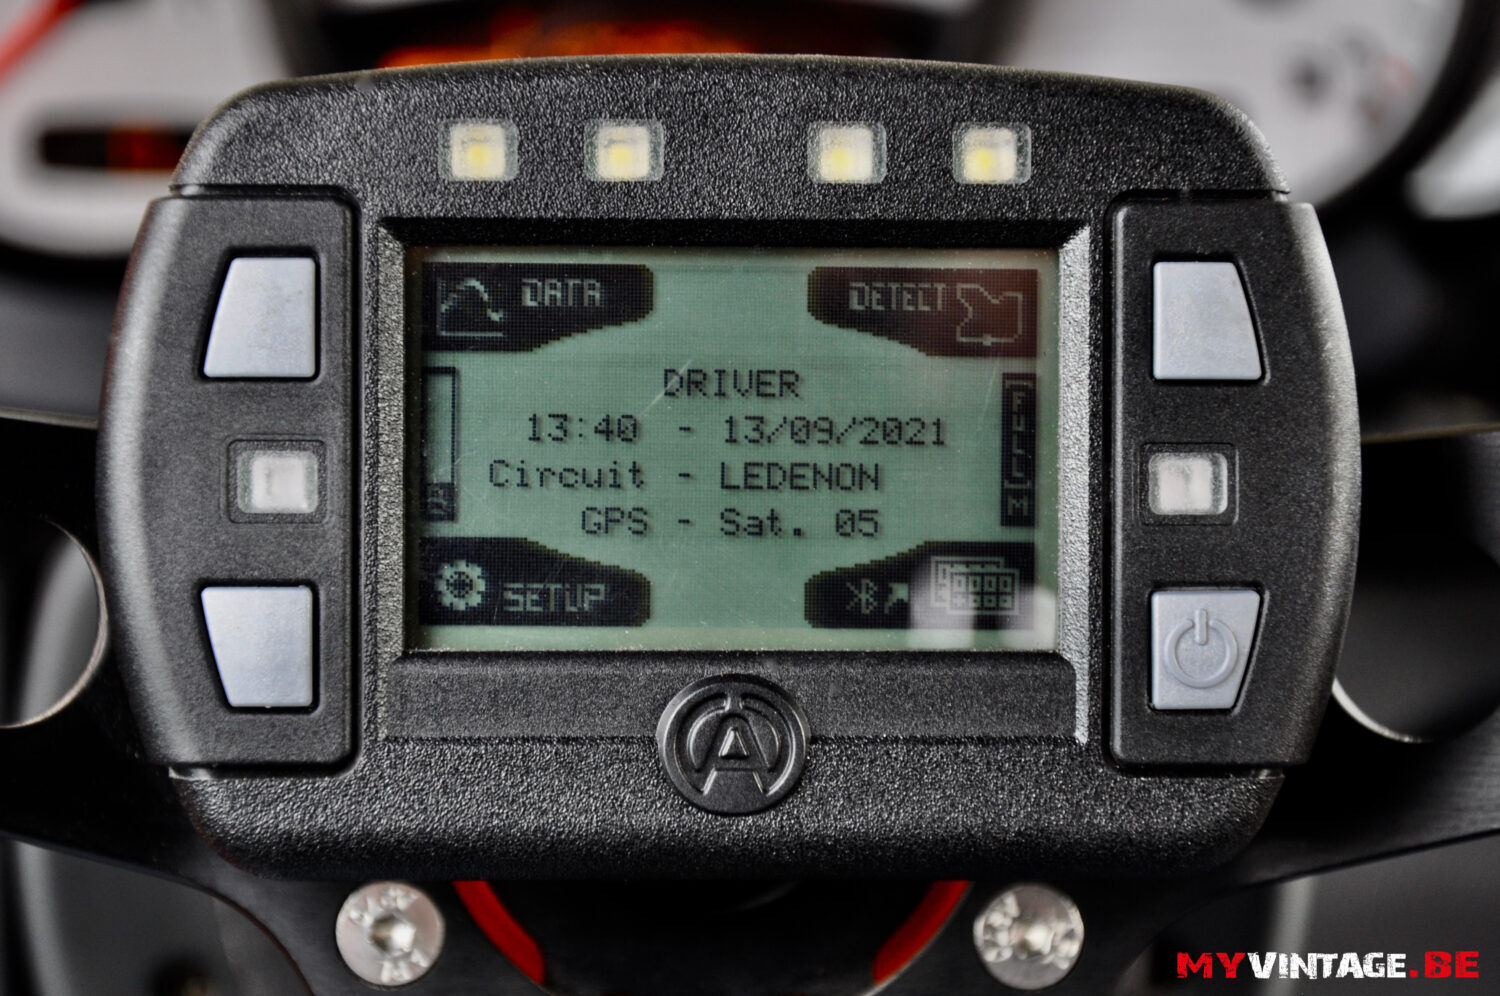 DATA
DETECT
DRIVER
13:40 - 13/09/2021
Circuit - LEDENON
GPS - Sat. 05
FULL
M
SETUP
MYVINTAGE.BE